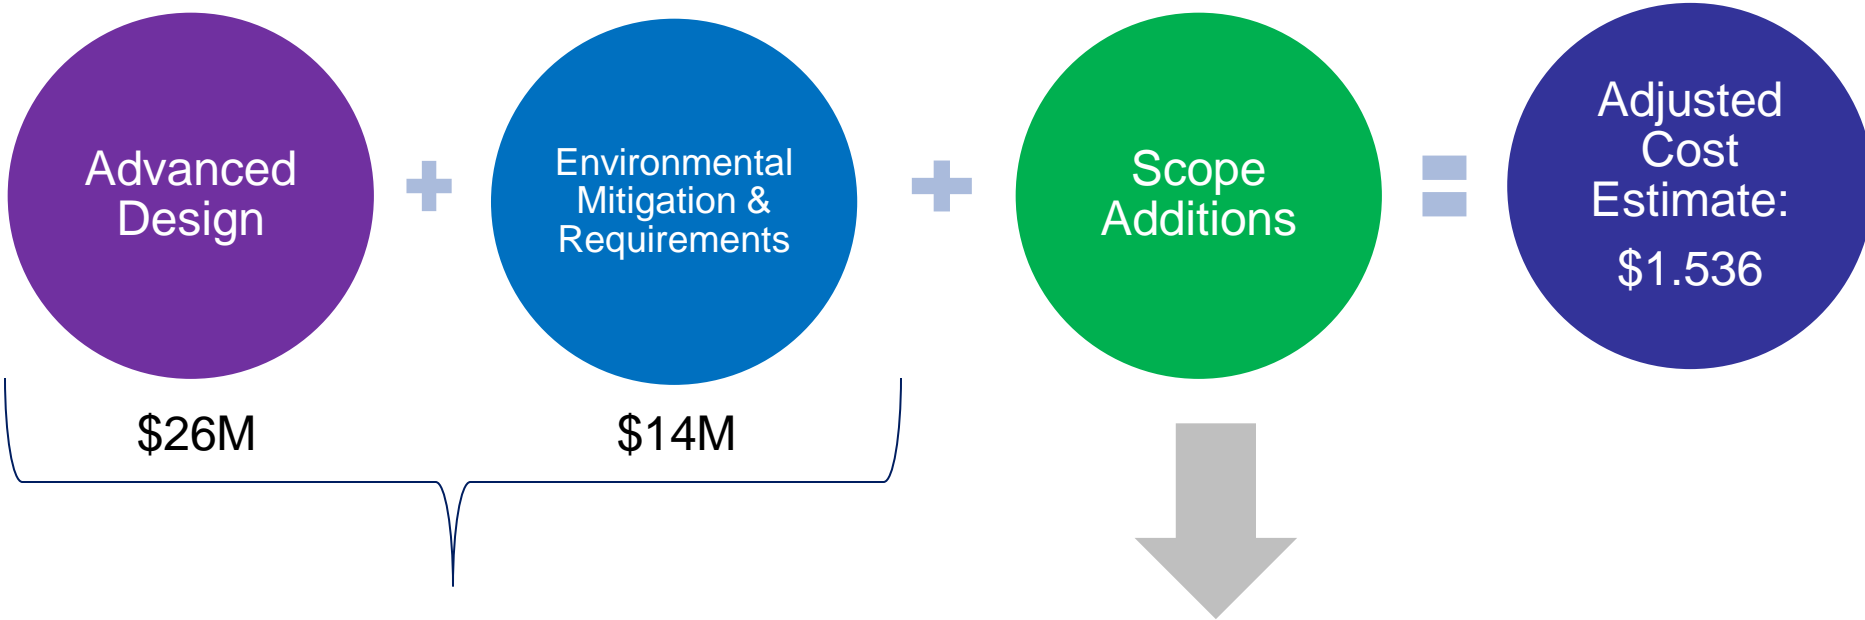 Advanced
Design
Environmental
Mitigation &
Requirements
Scope
Additions
Adjusted
Cost
Estimate:
$1.536
$26M
$14M